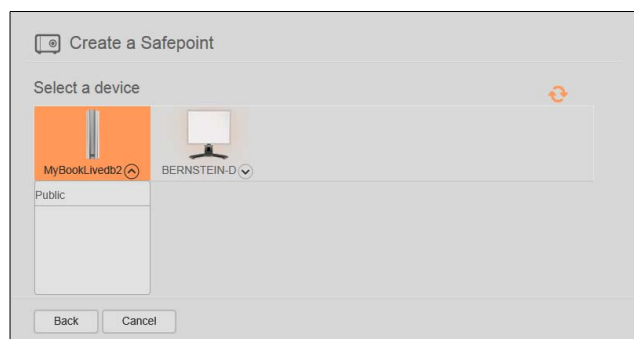 Create a Safepoint
Select a device
MyBookLivedb2 BERNSTEIN-D
Public
Back Cancel